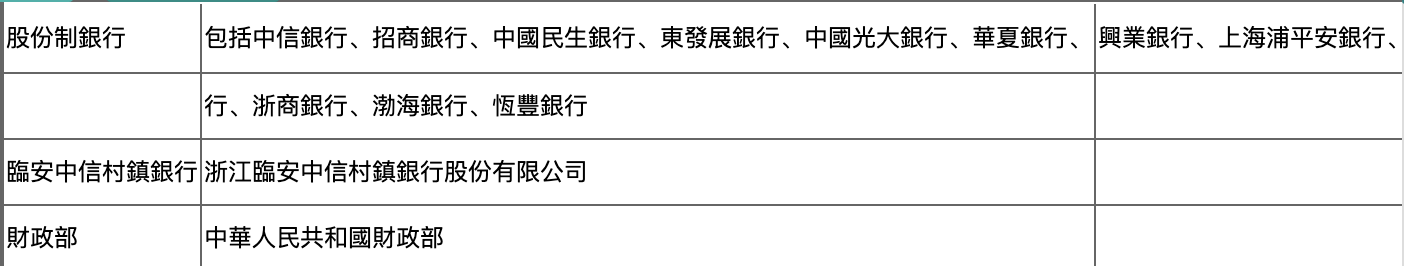 股份制銀行 包括中信銀行、招商銀行、中國民生銀行、東發展銀行、中國光大銀行、華夏銀行、 興業銀行、上海浦平安銀行、
行、浙商銀行、渤海銀行、恆豐銀行
臨安中信村鎮銀行 浙江臨安中信村鎮銀行股份有限公司
財政部 中華人民共和國財政部